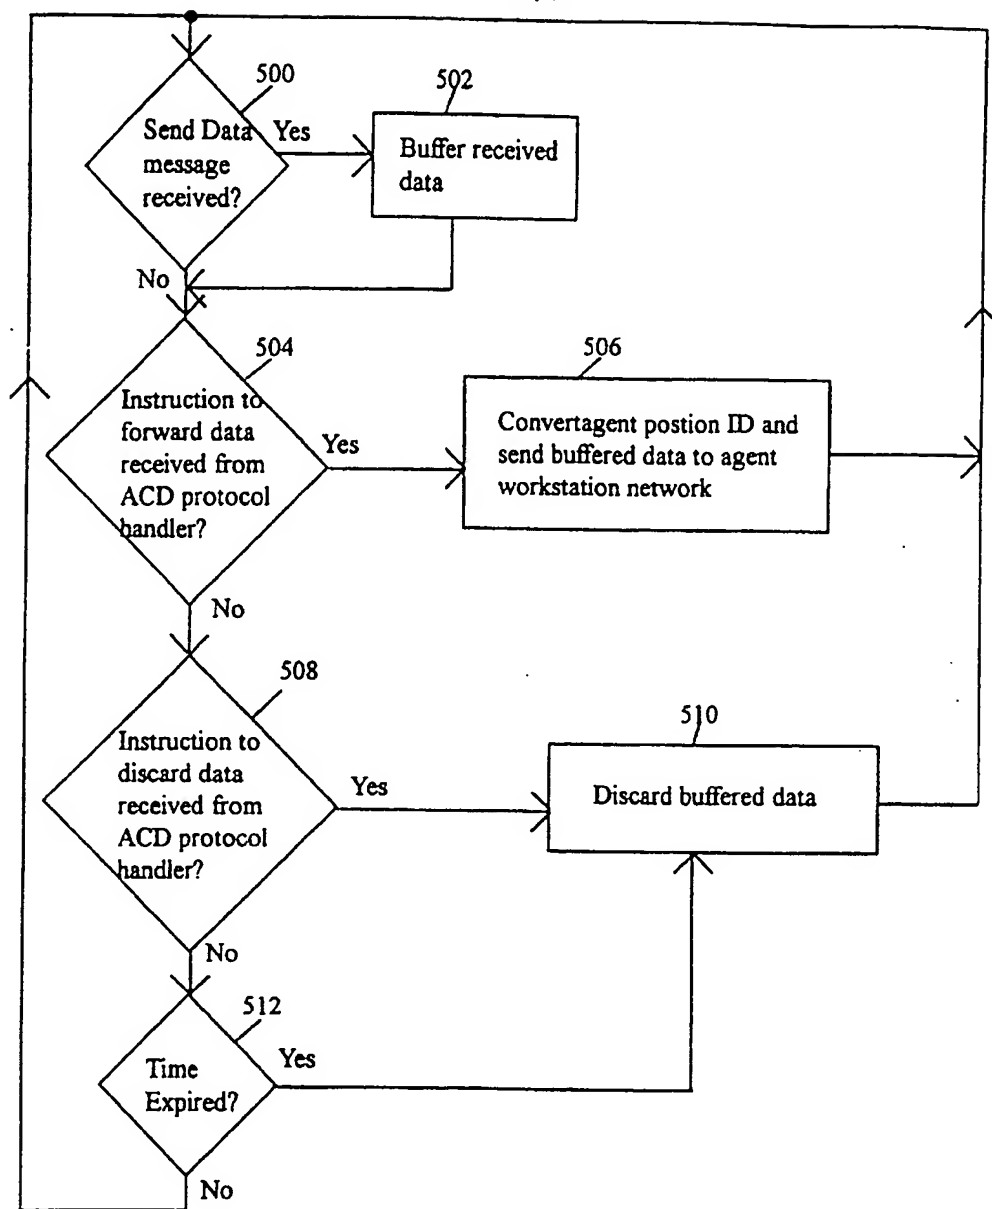 500
502
Send Data
message
received?
Yes
Buffer received
data
No
504
506
Instruction to
forward data
received from
ACD protocol
handler?
Yes
Convertagent postion ID and
send buffered data to agent
workstation network
No
508
510
Instruction to
discard data
received from
ACD protocol
handler?
Yes
Discard buffered data
No
512
Time
Expired?
Yes
No